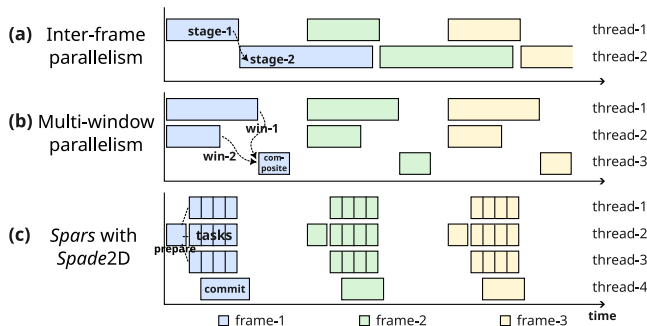 (a) Inter-frame parallelism
stage-1
stage-2
thread-1
thread-2
(b) Multi-window parallelism
win-1
win-2
com-
posite
thread-1
thread-2
thread-3
(c) Spars with Spade2D
prepare
tasks
commit
thread-1
thread-2
thread-3
thread-4
time
frame-1
frame-2
frame-3